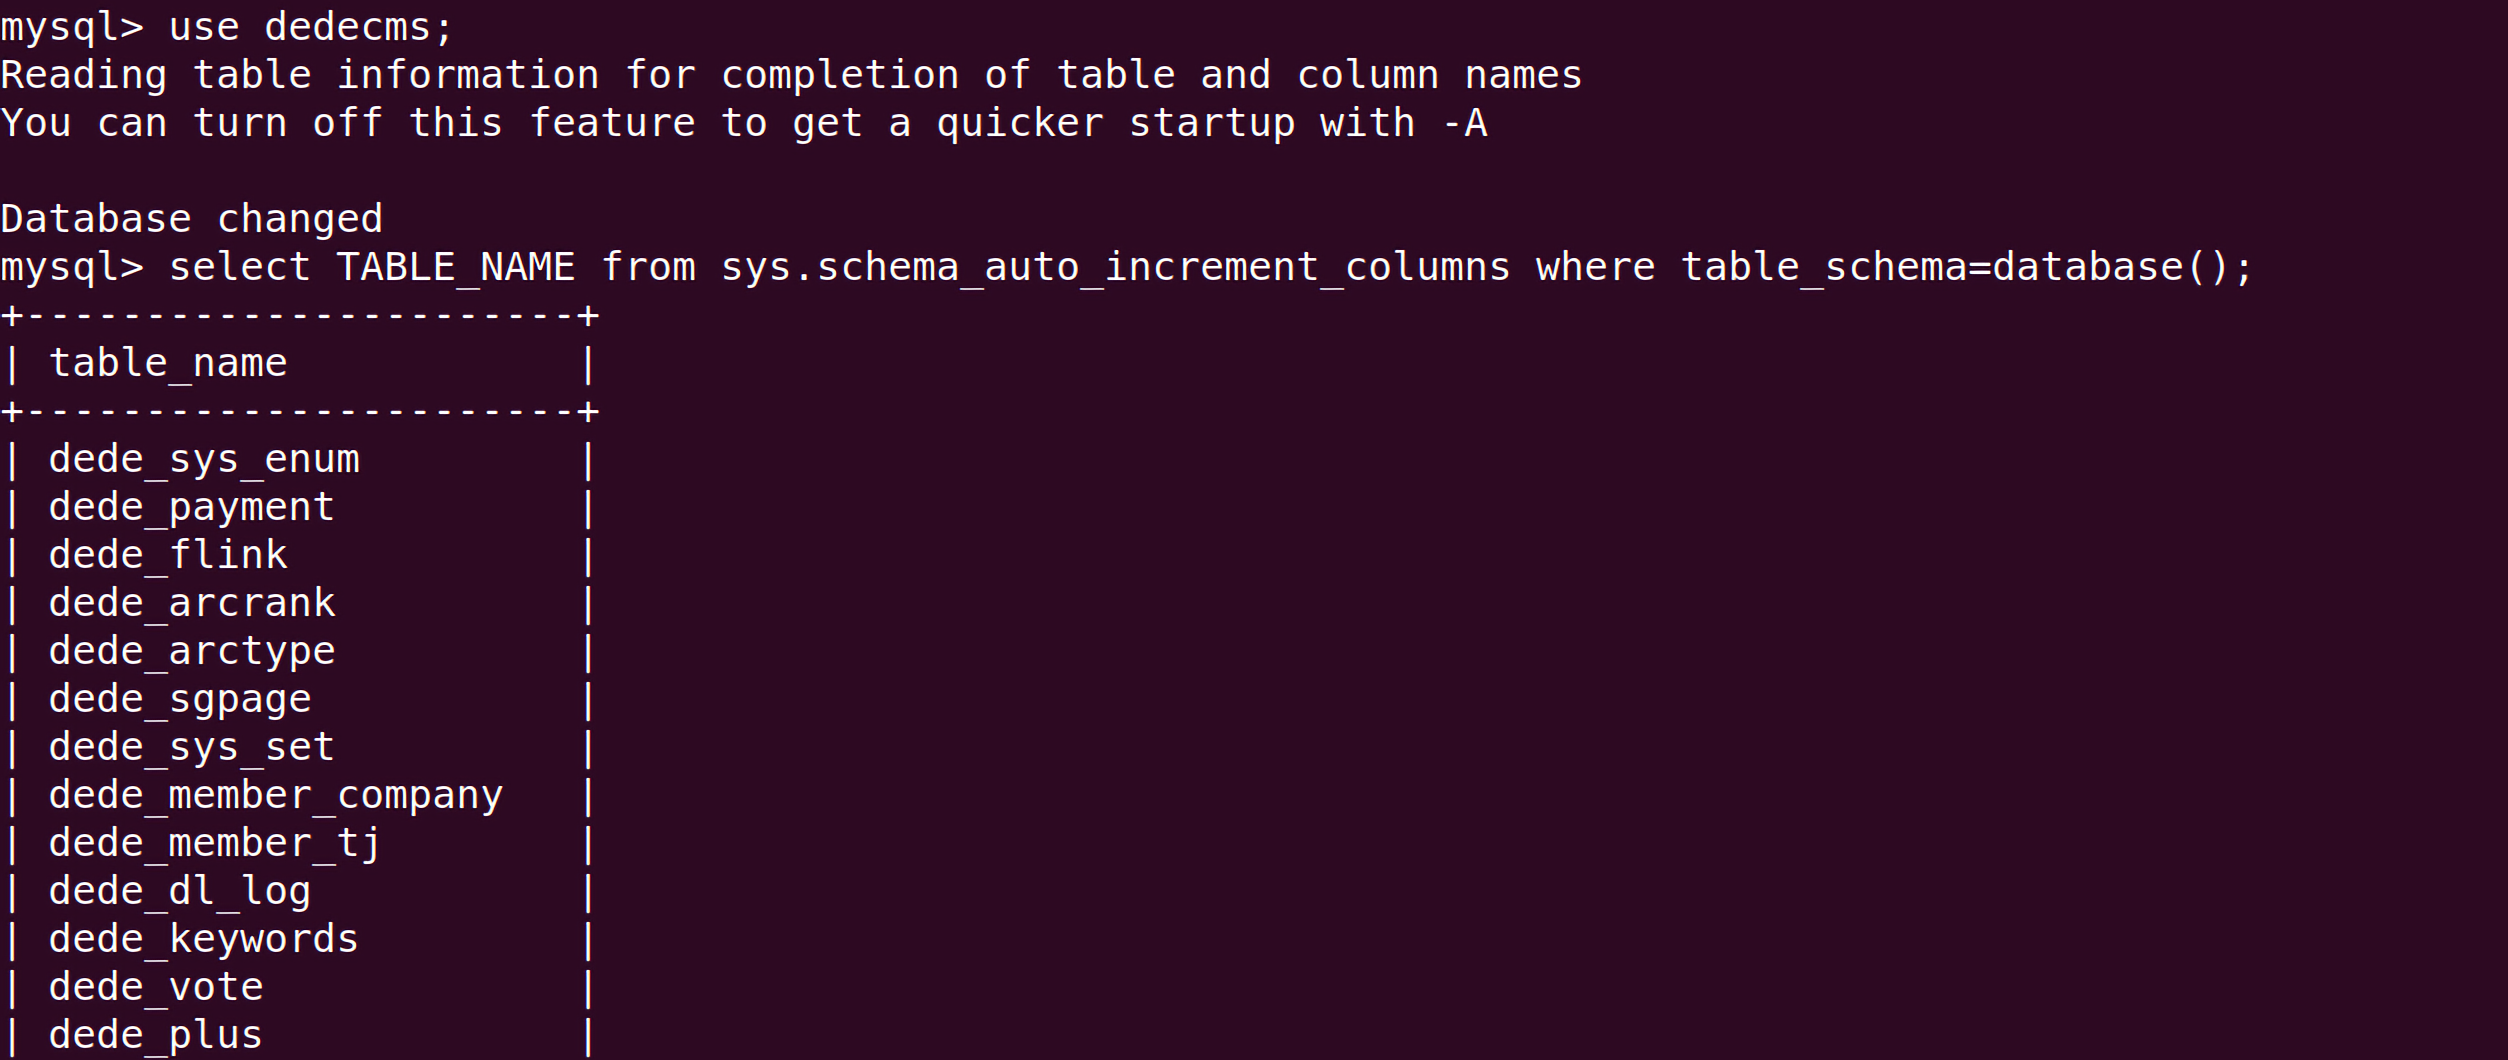 mysql> use dedecms;
Reading table information for completion of table and column names
You can turn off this feature to get a quicker startup with -A

Database changed
mysql> select TABLE_NAME from sys.schema_auto_increment_columns where table_schema=database();
+-----------------------+
| table_name            |
+-----------------------+
| dede_sys_enum         |
| dede_payment          |
| dede_flink            |
| dede_arcrank          |
| dede_arctype          |
| dede_sgpage           |
| dede_sys_set          |
| dede_member_company   |
| dede_member_tj        |
| dede_dl_log           |
| dede_keywords         |
| dede_vote             |
| dede_plus             |